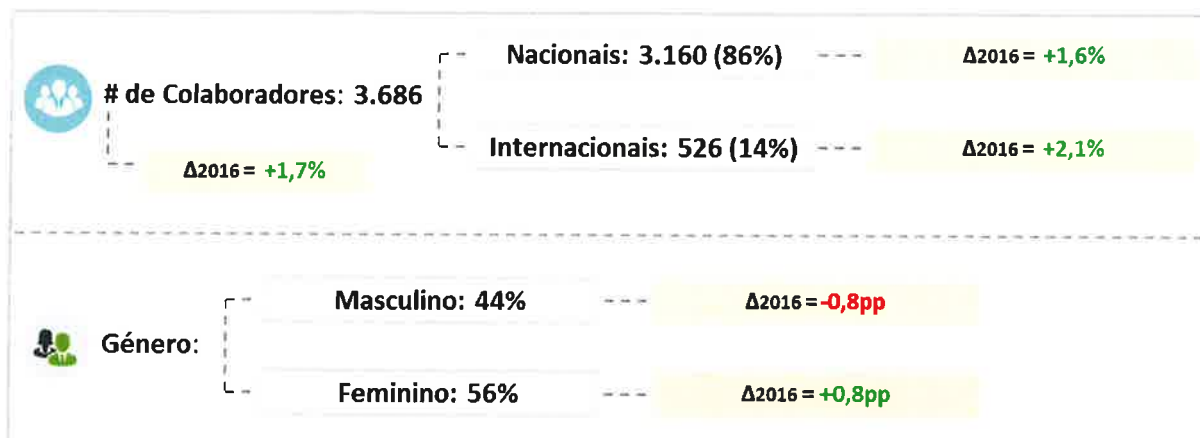 Nacionais: 3.160 (86%)
Δ2016 = +1,6%
# de Colaboradores: 3.686
Internacionais: 526 (14%)
Δ2016 = +2,1%
Δ2016 = +1,7%
Masculino: 44%
Δ2016 = -0,8pp
Género:
Feminino: 56%
Δ2016 = +0,8pp